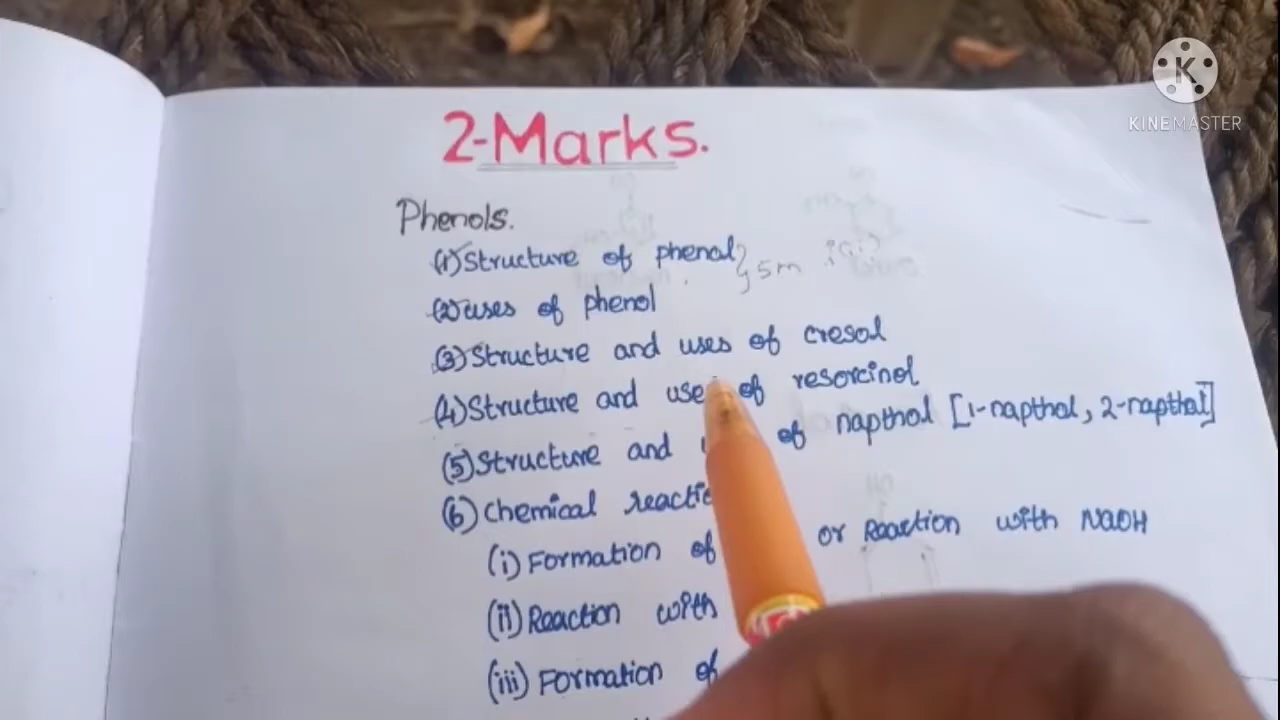 KINEMASTER
2-Marks.
Phenols.
(1) Structure of phenol } 5m
(2) uses of phenol
(3) Structure and uses of cresol
(4) Structure and use of resorcinol
(5) Structure and of napthol [1-napthol, 2-napthol]
(6) Chemical reactio
(i) Formation of or Reaction with NaOH
(ii) Reaction with
(iii) Formation of